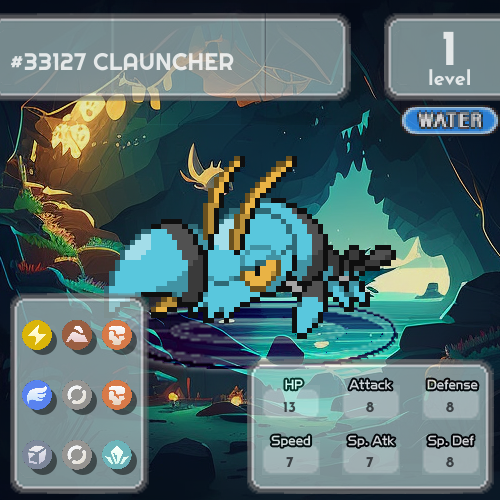 #33127 CLAUNCHER
1
level
WATER
HP Attack Defense
13 8 8
Speed Sp. Atk Sp. Def
7 7 8